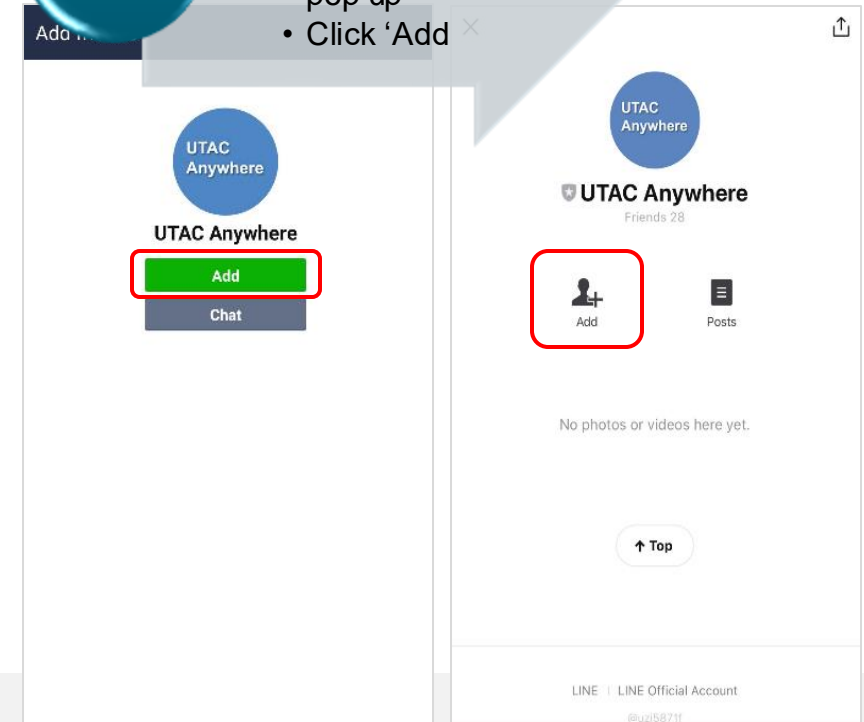 pop up
• Click ‘Add
UTAC
Anywhere
UTAC Anywhere
Add
Chat
UTAC
Anywhere
UTAC Anywhere
Friends 28
Add
Posts
No photos or videos here yet.
Top
LINE | LINE Official Account
@uzi5871f